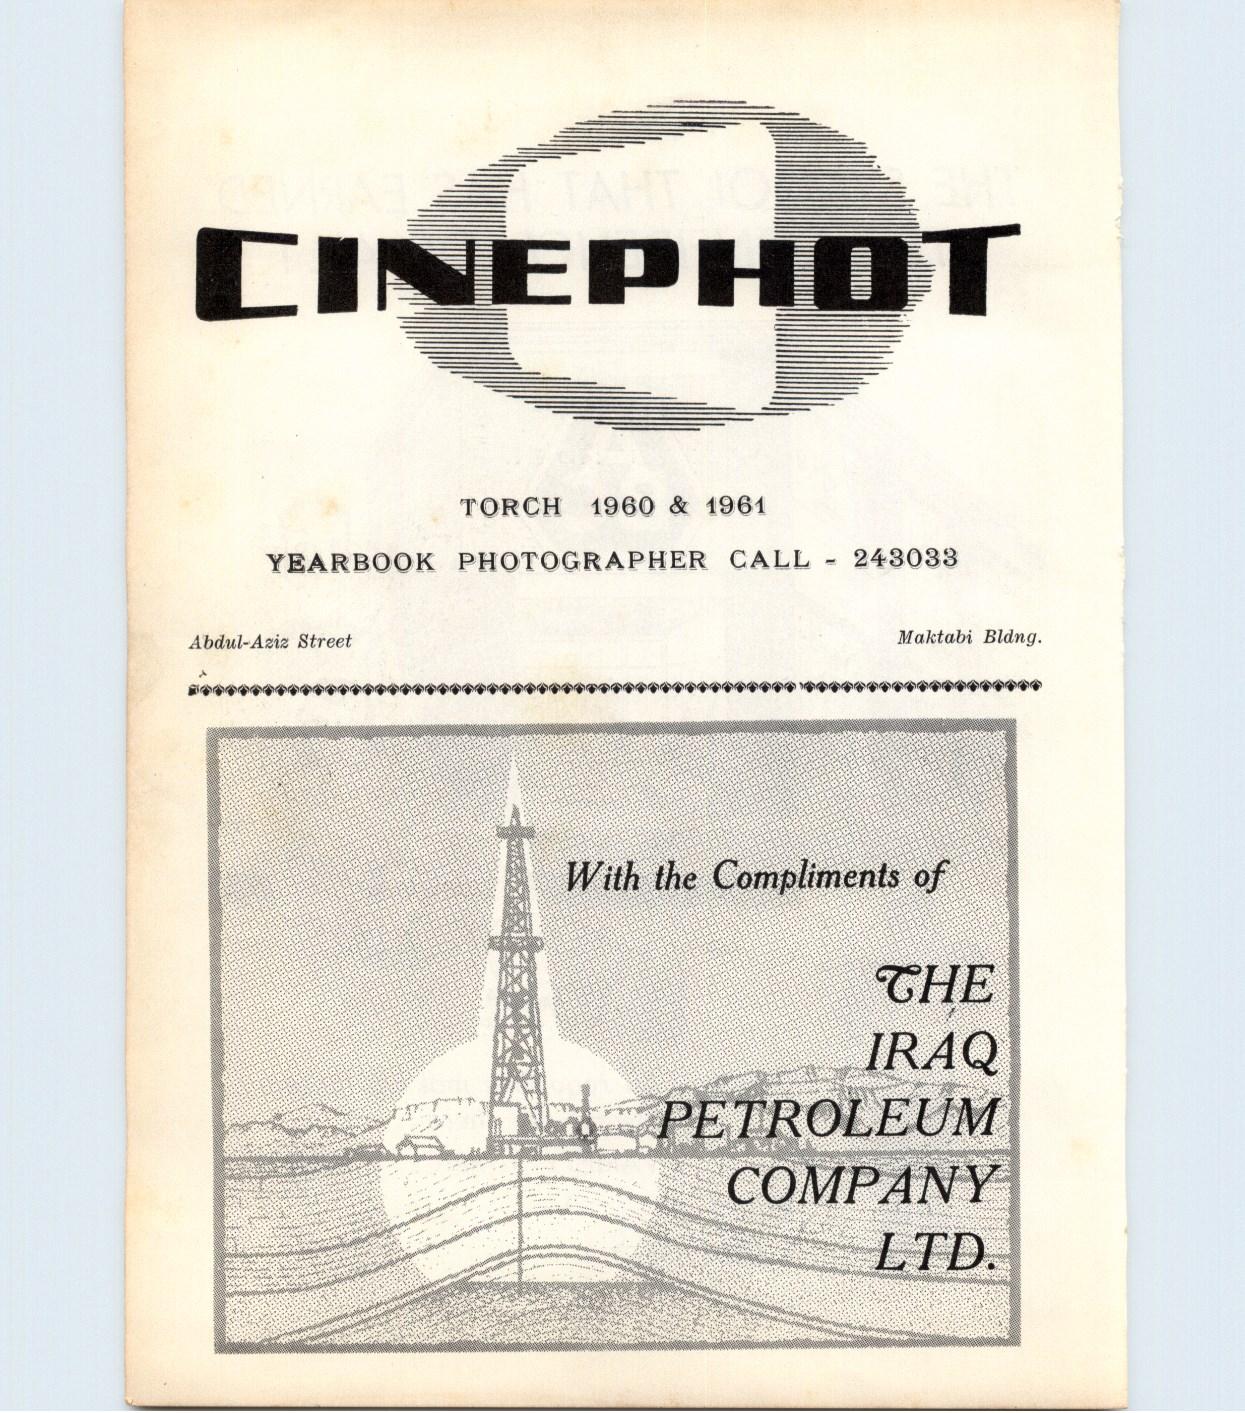 CINEPHOT
TORCH 1960 & 1961
YEARBOOK PHOTOGRAPHER CALL - 243033
Abdul-Aziz Street
Maktabi Bldng.
With the Compliments of
THE
IRAQ
PETROLEUM
COMPANY
LTD.